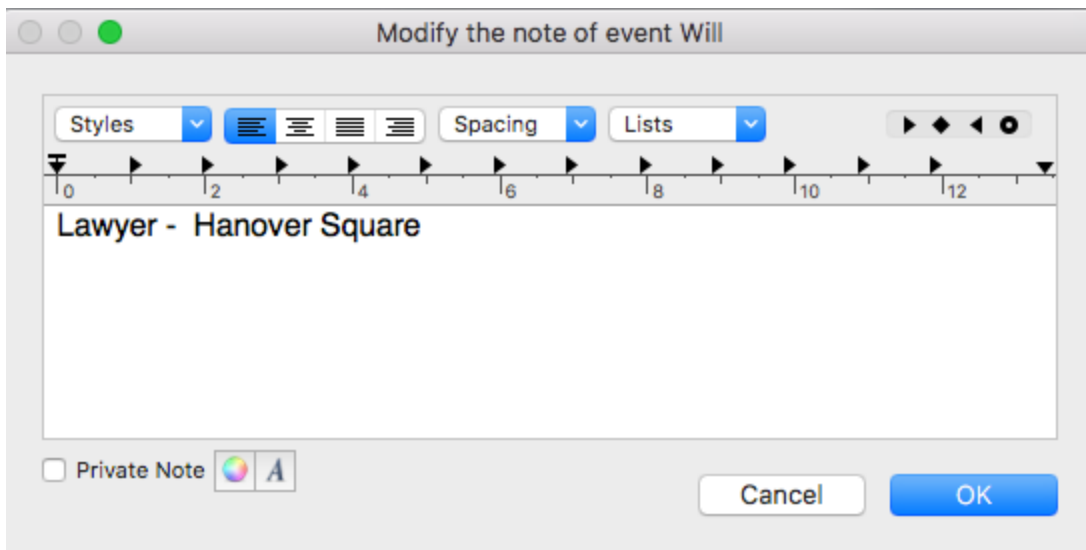 Modify the note of event Will
Styles Spacing Lists
0 2 4 6 8 10 12
Lawyer -  Hanover Square
Private Note A
Cancel OK